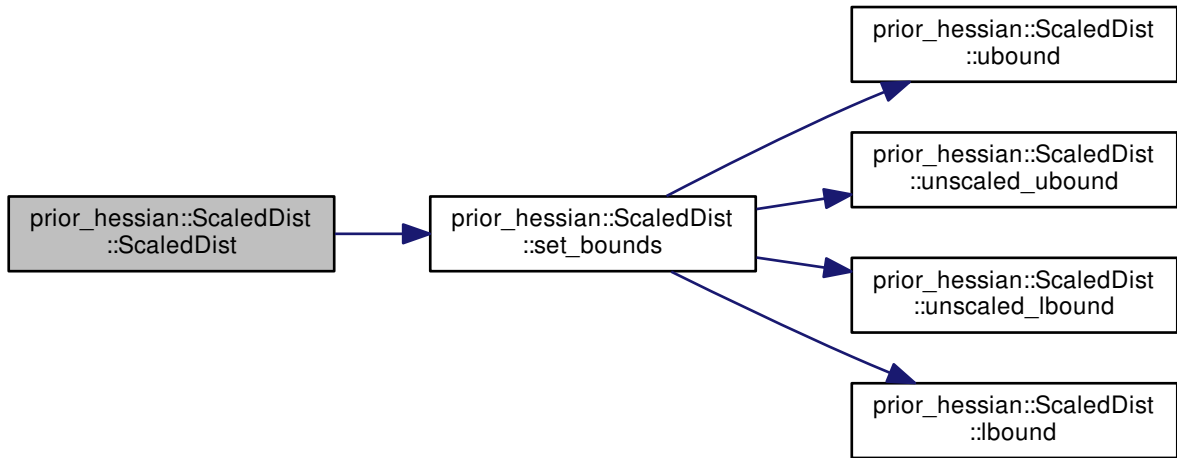 prior_hessian::ScaledDist
::ScaledDist
prior_hessian::ScaledDist
::set_bounds
prior_hessian::ScaledDist
::ubound
prior_hessian::ScaledDist
::unscaled_ubound
prior_hessian::ScaledDist
::unscaled_lbound
prior_hessian::ScaledDist
::lbound